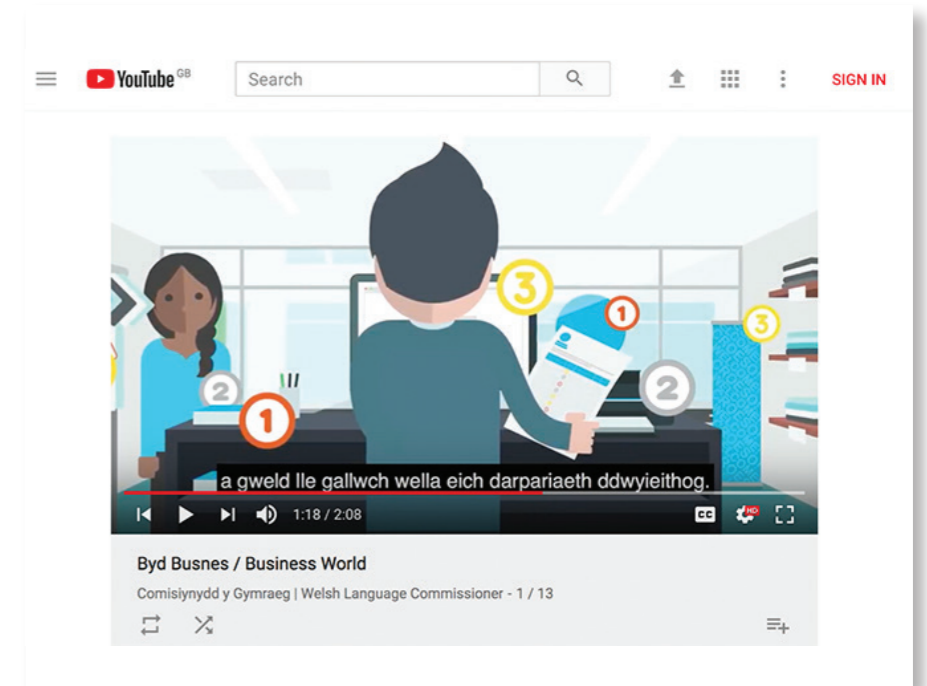 YouTube GB
Search
SIGN IN
3
1
3
2
2
1
a gweld lle gallwch wella eich darpariaeth ddwyieithog.
1:18 / 2:08
CC
HD
Byd Busnes / Business World
Comisiynydd y Gymraeg | Welsh Language Commissioner - 1 / 13